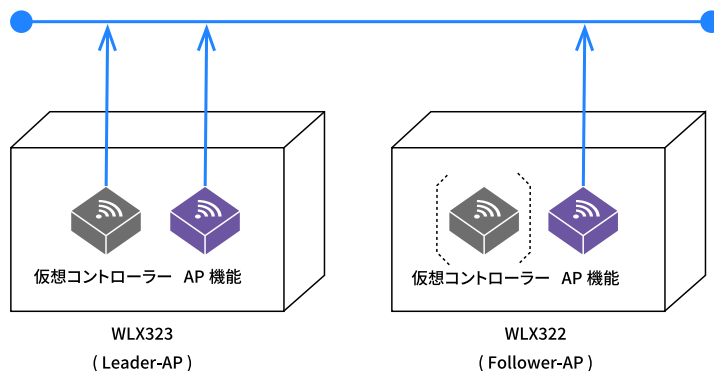 仮想コントローラー AP 機能
仮想コントローラー AP 機能
WLX323
( Leader-AP )
WLX322
( Follower-AP )